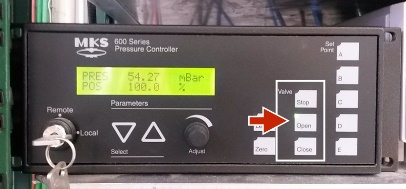 MKS 600 Series
Pressure Controller
PRES 54.27 mBar
POS 100.0 %
Set
Point
A
B
C
D
E
Valve
Stop
Open
Close
Zero
Remote
Local
Parameters
Select
Adjust